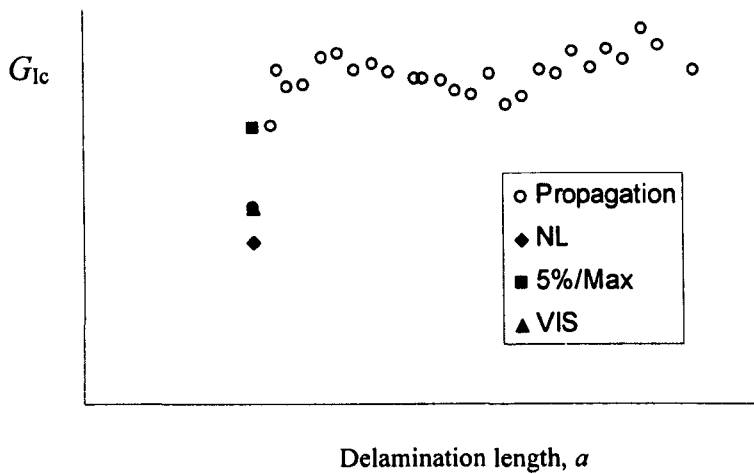 G_Ic
Propagation
NL
5%/Max
VIS
Delamination length, a